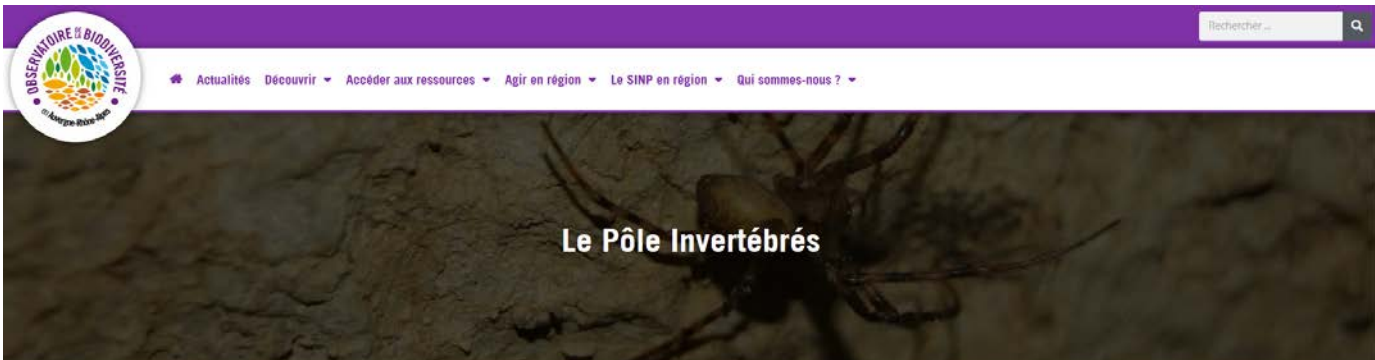 Rechercher ...
OBSERVATOIRE DE LA BIODIVERSITÉ
en Auvergne-Rhône-Alpes
Actualités Découvrir Accéder aux ressources Agir en région Le SINP en région Qui sommes-nous ?
Le Pôle Invertébrés